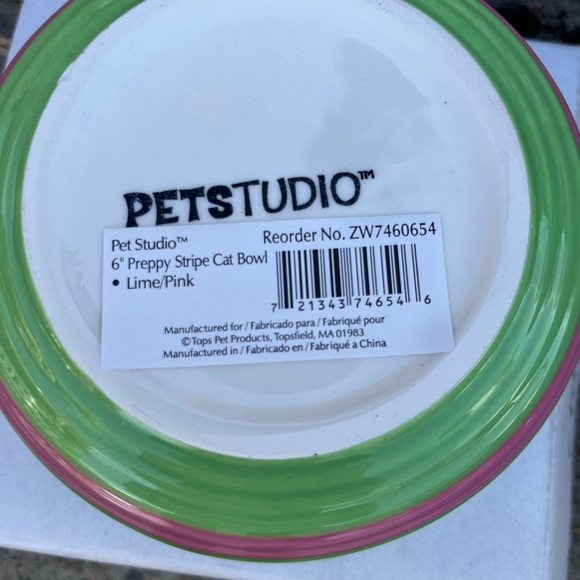 PETSTUDIO™
Pet Studio™
Reorder No. ZW7460654
6" Preppy Stripe Cat Bowl
• Lime/Pink
7 21343 74654 6
Manufactured for / Fabricado para / Fabriqué pour
©Tops Pet Products, Topsfield, MA 01983
Manufactured in / Fabricado en / Fabriqué a China